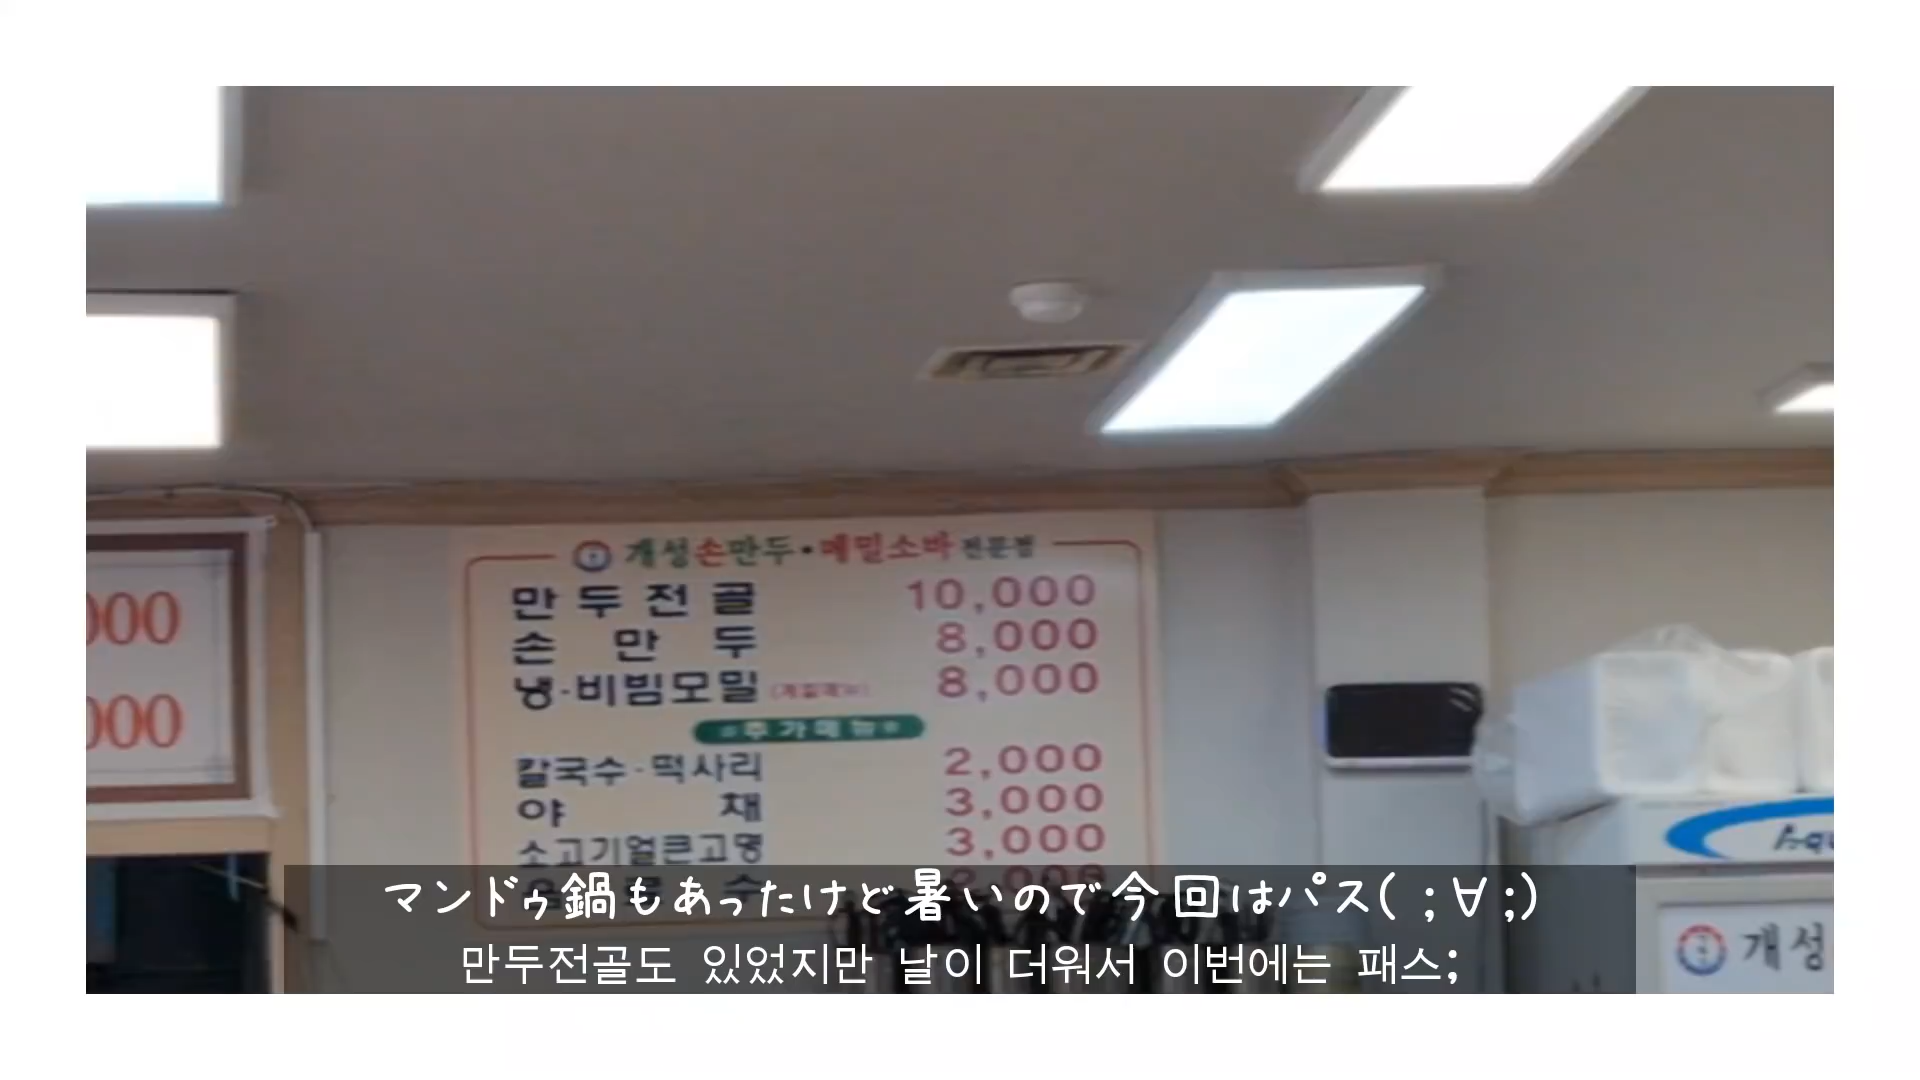 개성손만두•메밀소바 전문점
만두전골 10,000
손만두 8,000
냉·비빔모밀 8,000
추가메뉴
칼국수·떡사리 2,000
야채 3,000
소고기얼큰고명 3,000
000
000
Aqu
개성
マンドゥ鍋もあったけど暑いので今回はパス( ;∀;)
만두전골도 있었지만 날이 더워서 이번에는 패스;